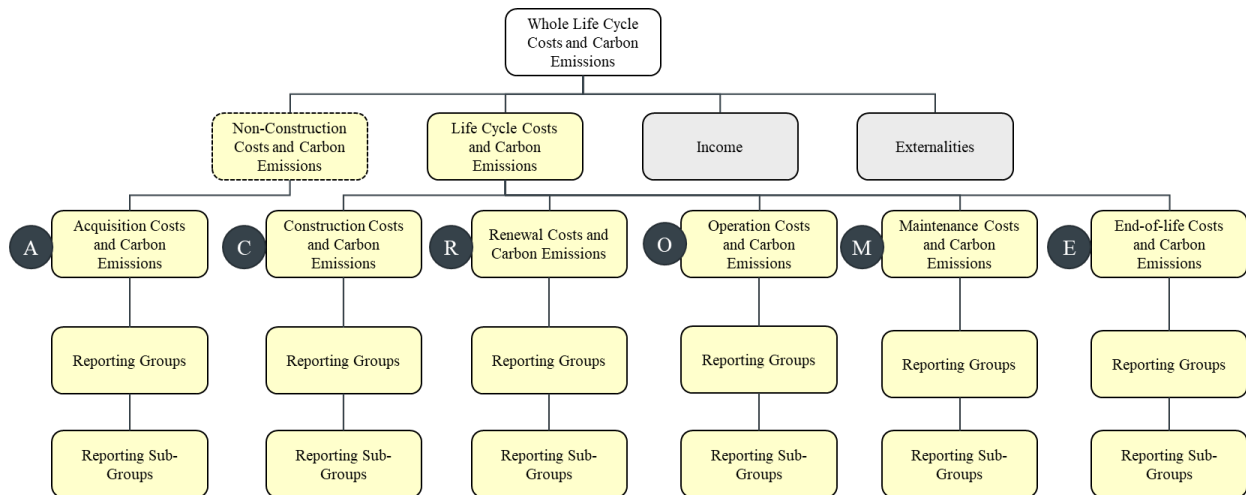 Whole Life Cycle
Costs and Carbon
Emissions
Non-Construction
Costs and Carbon
Emissions
Life Cycle Costs
and Carbon
Emissions
Income
Externalities
A
Acquisition Costs
and Carbon
Emissions
C
Construction Costs
and Carbon
Emissions
R
Renewal Costs and
Carbon Emissions
O
Operation Costs
and Carbon
Emissions
M
Maintenance Costs
and Carbon
Emissions
E
End-of-life Costs
and Carbon
Emissions
Reporting Groups
Reporting Groups
Reporting Groups
Reporting Groups
Reporting Groups
Reporting Groups
Reporting Sub-
Groups
Reporting Sub-
Groups
Reporting Sub-
Groups
Reporting Sub-
Groups
Reporting Sub-
Groups
Reporting Sub-
Groups